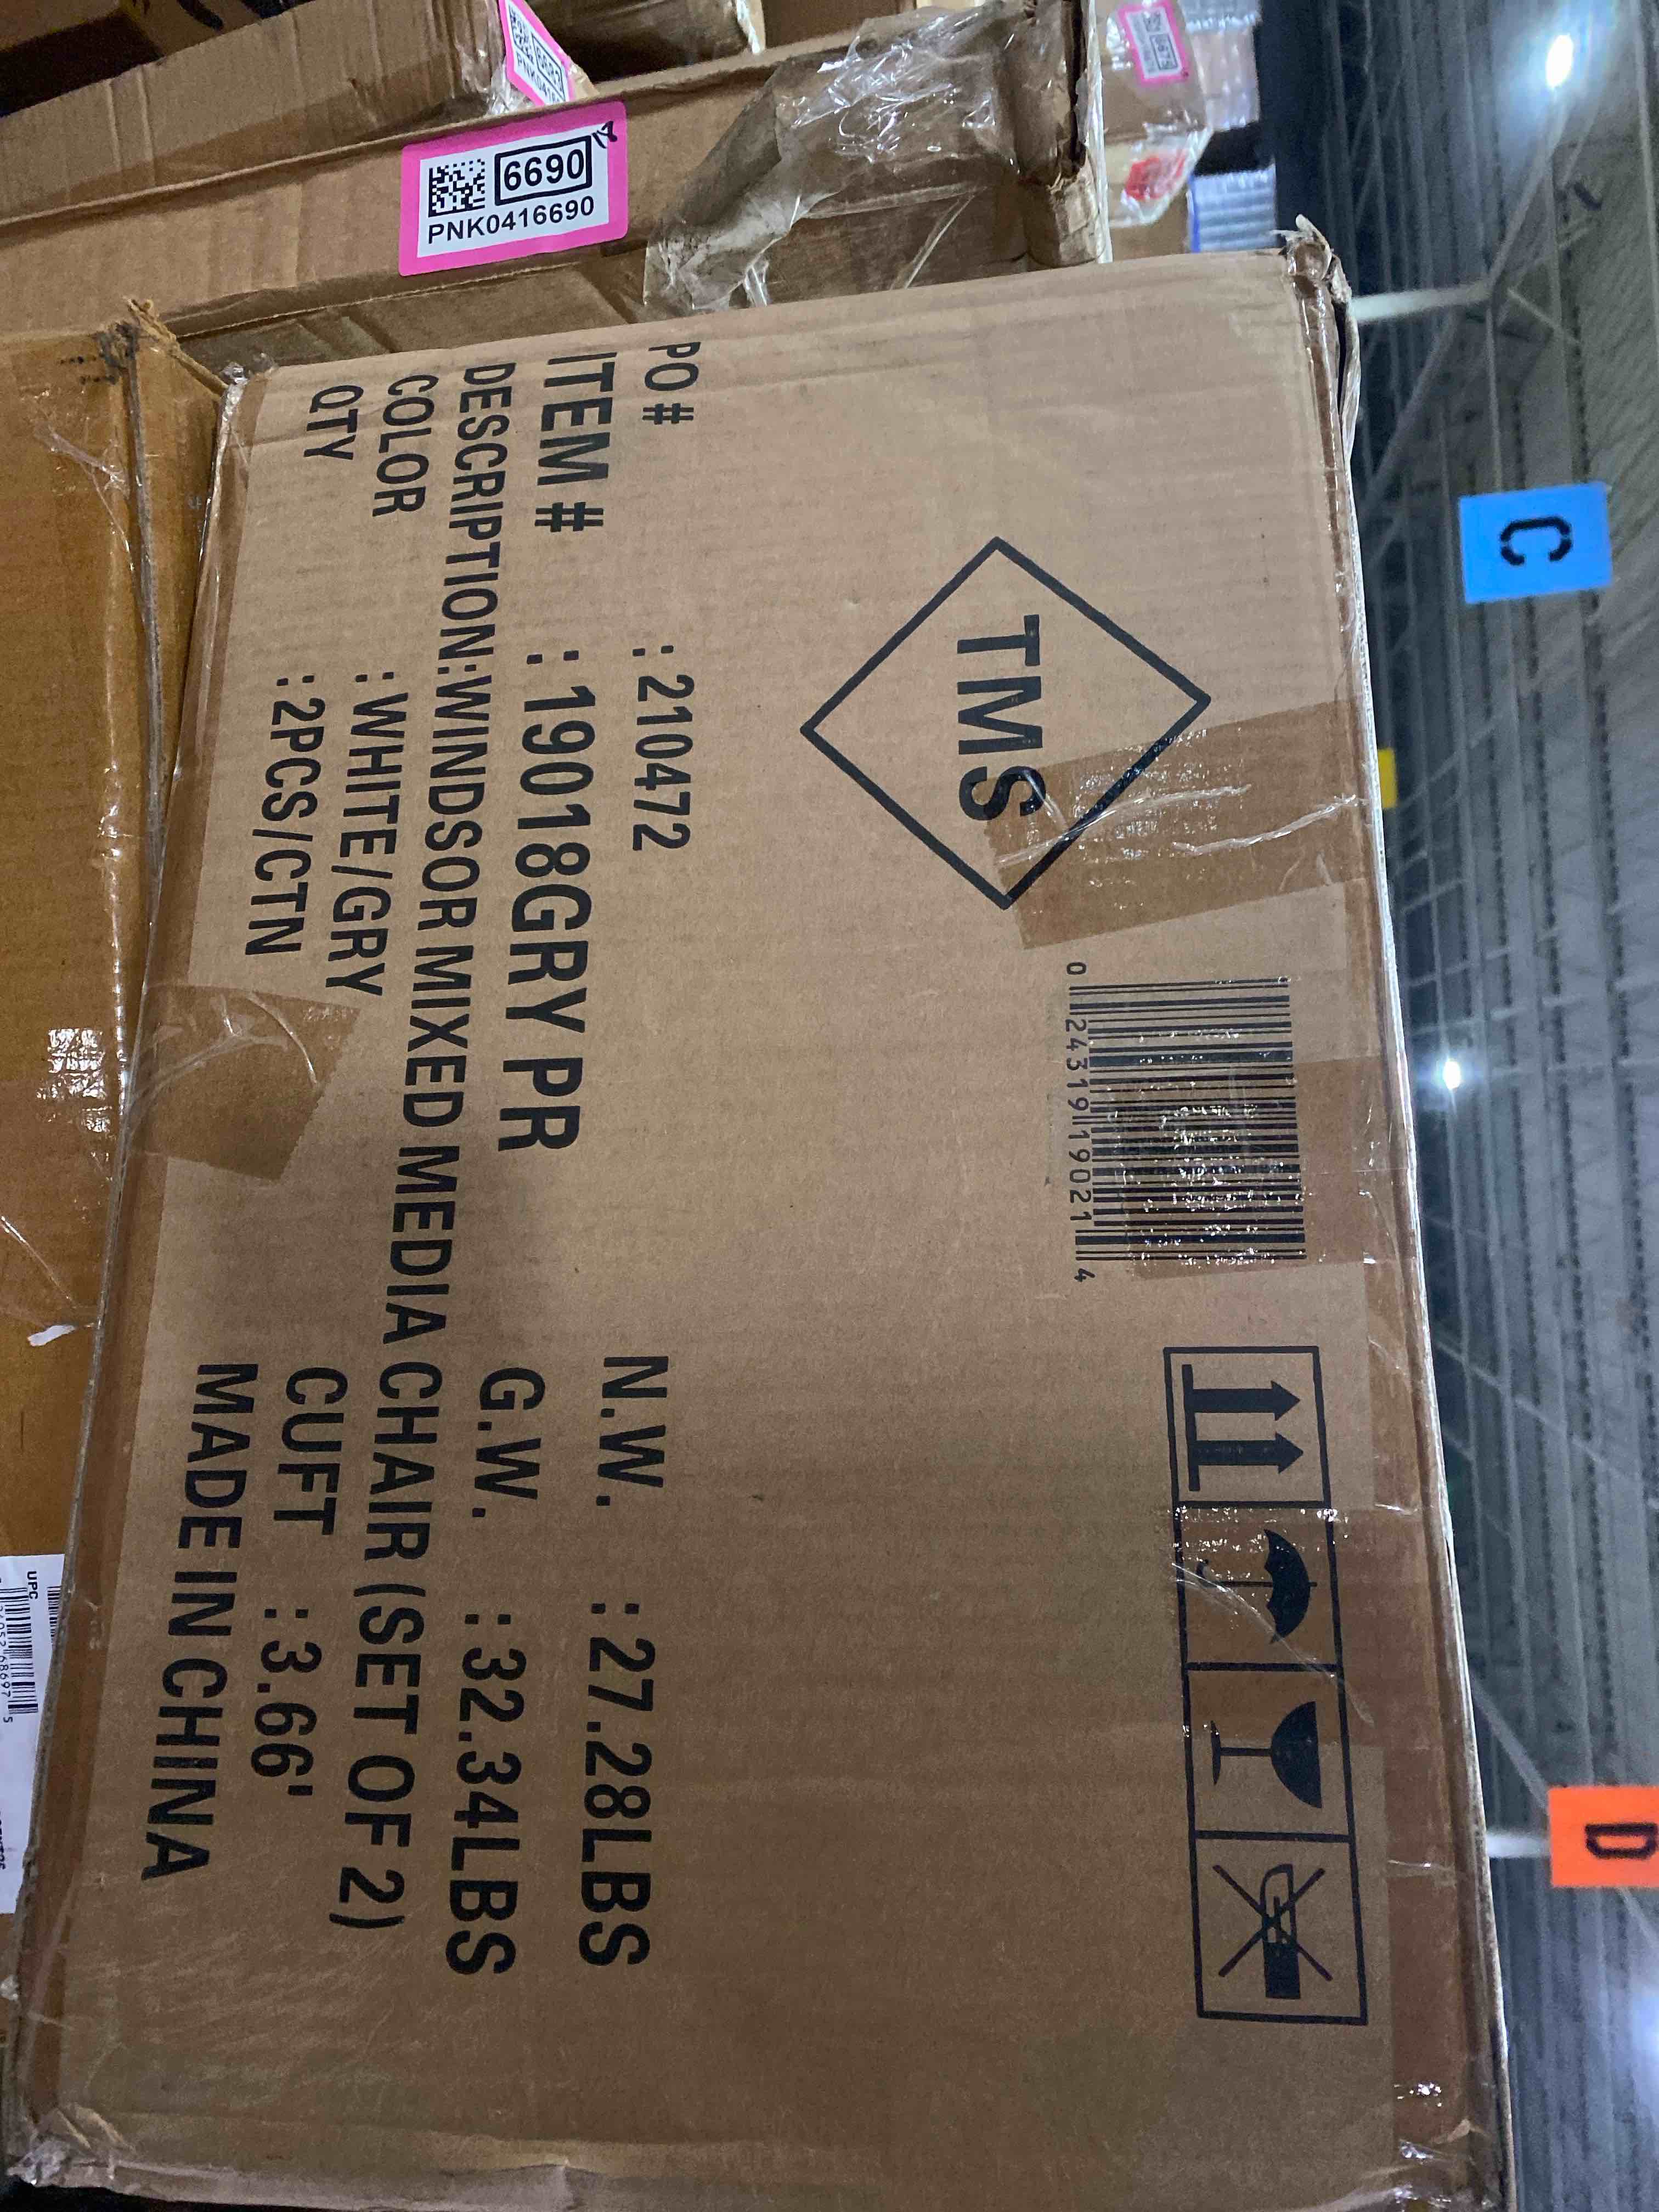 6690
PNK0416690
TMS
0 24319 19021 4
PO # : 210472
ITEM # : 19018GRY PR
DESCRIPTION:WINDSOR MIXED MEDIA CHAIR (SET OF 2)
COLOR : WHITE/GRY
QTY : 2PCS/CTN
N.W. : 27.28LBS
G.W. : 32.34LBS
CUFT : 3.66'
MADE IN CHINA
C
D
UPC